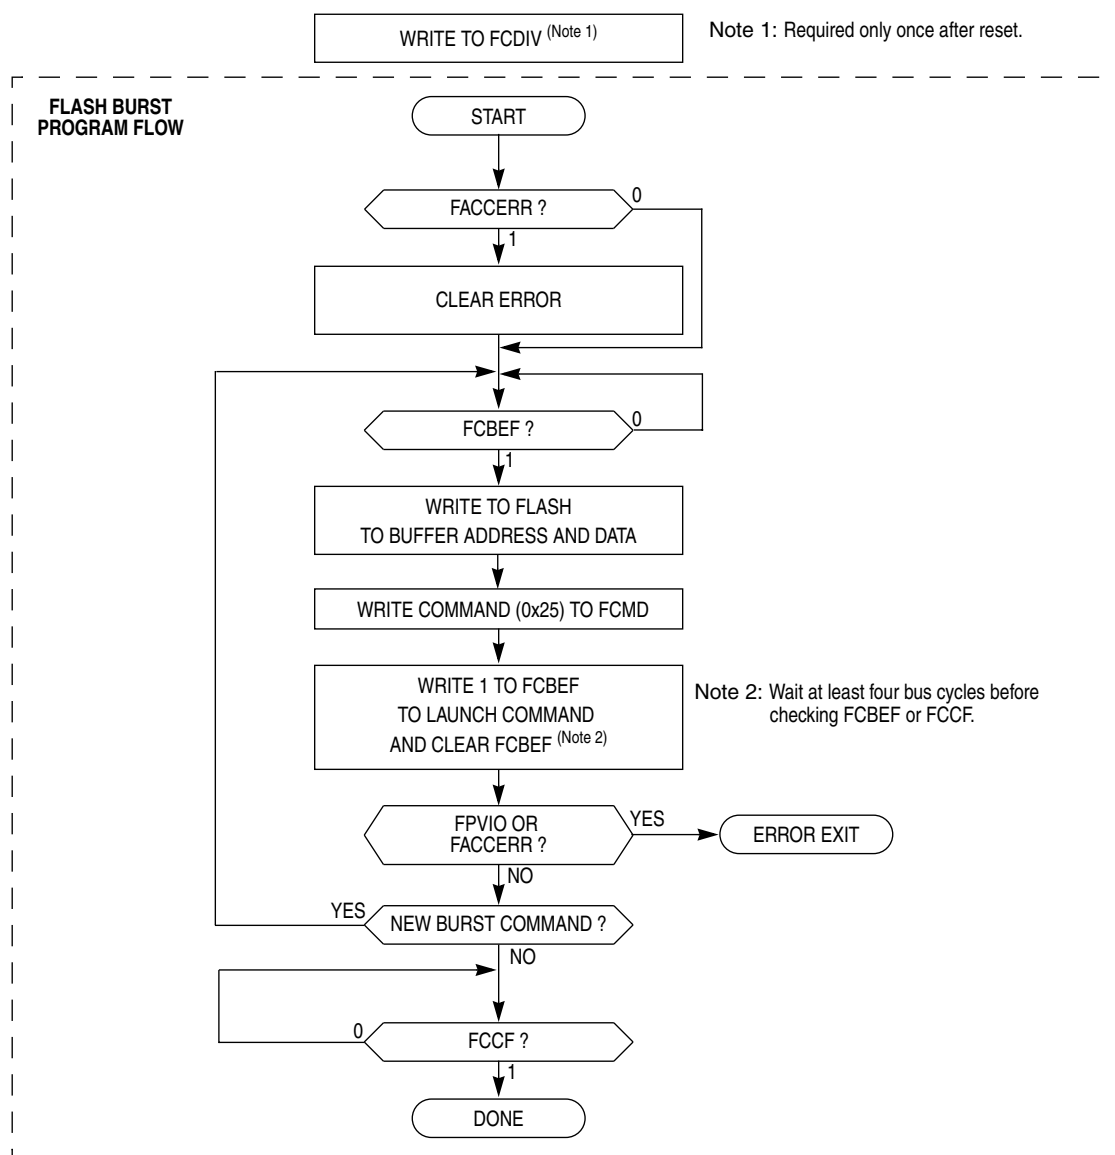 WRITE TO FCDIV (Note 1)
Note 1: Required only once after reset.
FLASH BURST
PROGRAM FLOW
START
FACCERR ?
0
1
CLEAR ERROR
FCBEF ?
0
1
WRITE TO FLASH
TO BUFFER ADDRESS AND DATA
WRITE COMMAND (0x25) TO FCMD
WRITE 1 TO FCBEF
TO LAUNCH COMMAND
AND CLEAR FCBEF (Note 2)
Note 2: Wait at least four bus cycles before
checking FCBEF or FCCF.
FPVIO OR
FACCERR ?
YES
ERROR EXIT
NO
YES
NEW BURST COMMAND ?
NO
0
FCCF ?
1
DONE